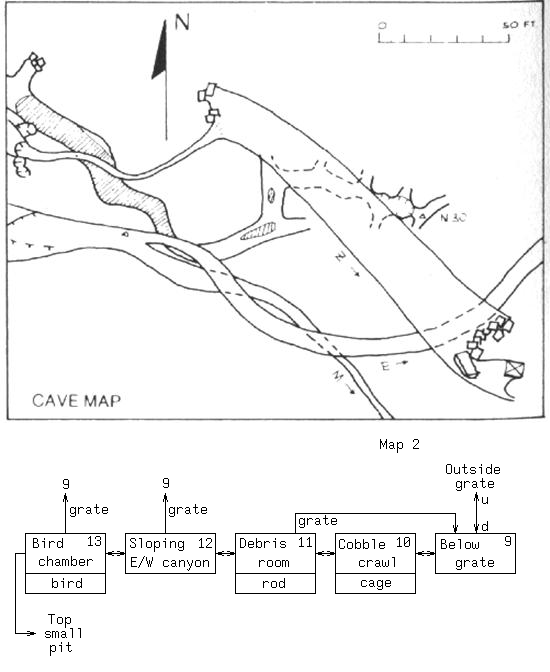 N
0 50 FT.
N30
N
E
M
CAVE MAP
Map 2
9 9 Outside
grate
grate grate u
grate d
Bird 13 Sloping 12 Debris 11 Cobble 10 Below 9
chamber E/W canyon room crawl grate
bird rod cage
Top
small
pit